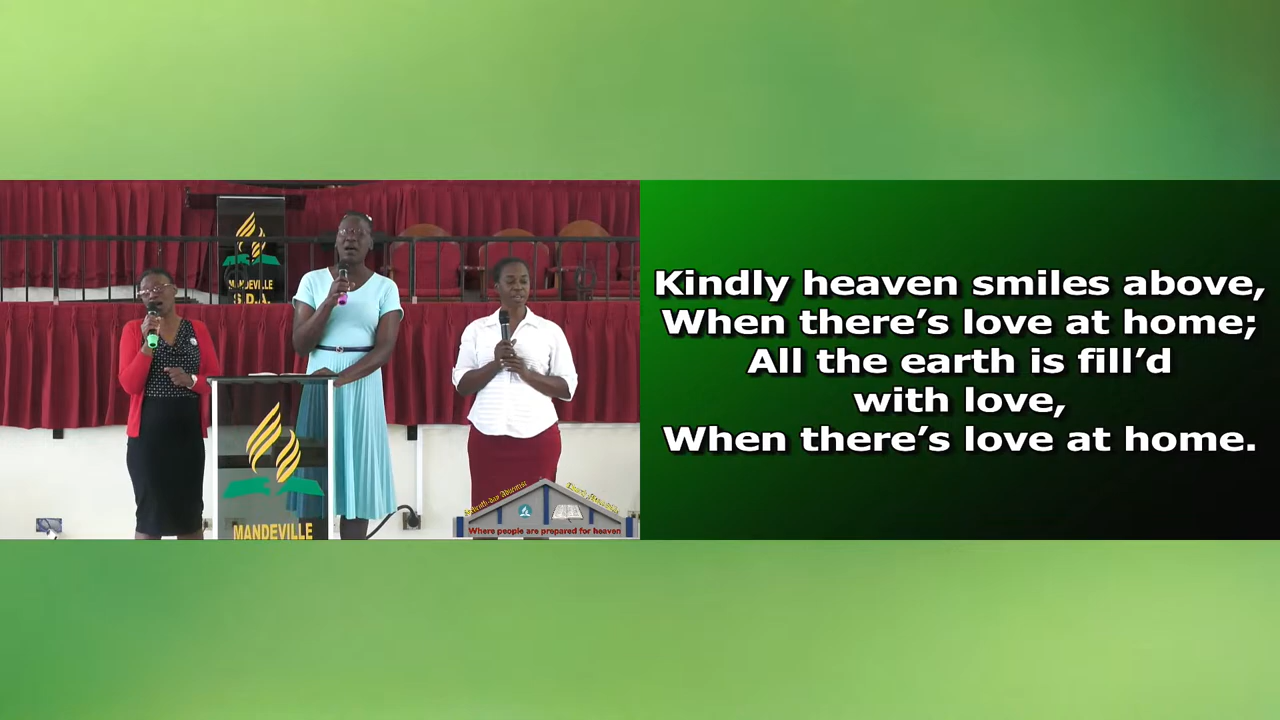 MANDEVILLE
S.D.A.
MANDEVILLE
Where people are prepared for heaven
Kindly heaven smiles above,
When there’s love at home;
All the earth is fill’d
with love,
When there’s love at home.